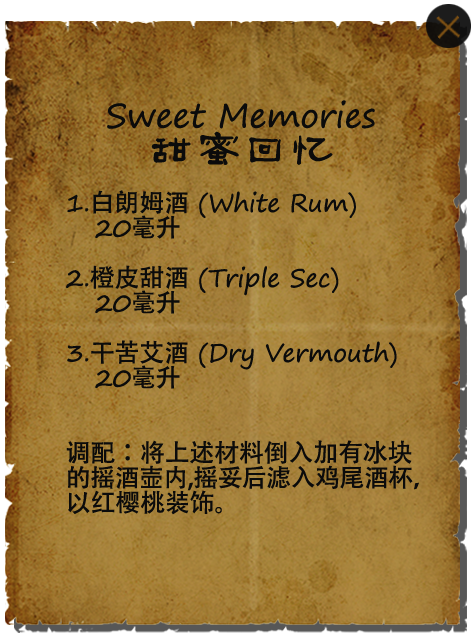 Sweet Memories
甜蜜回忆
1.白朗姆酒 (White Rum)
20毫升
2.橙皮甜酒 (Triple Sec)
20毫升
3.干苦艾酒 (Dry Vermouth)
20毫升
调配：将上述材料倒入加有冰块
的摇酒壶内,摇妥后滤入鸡尾酒杯,
以红樱桃装饰。